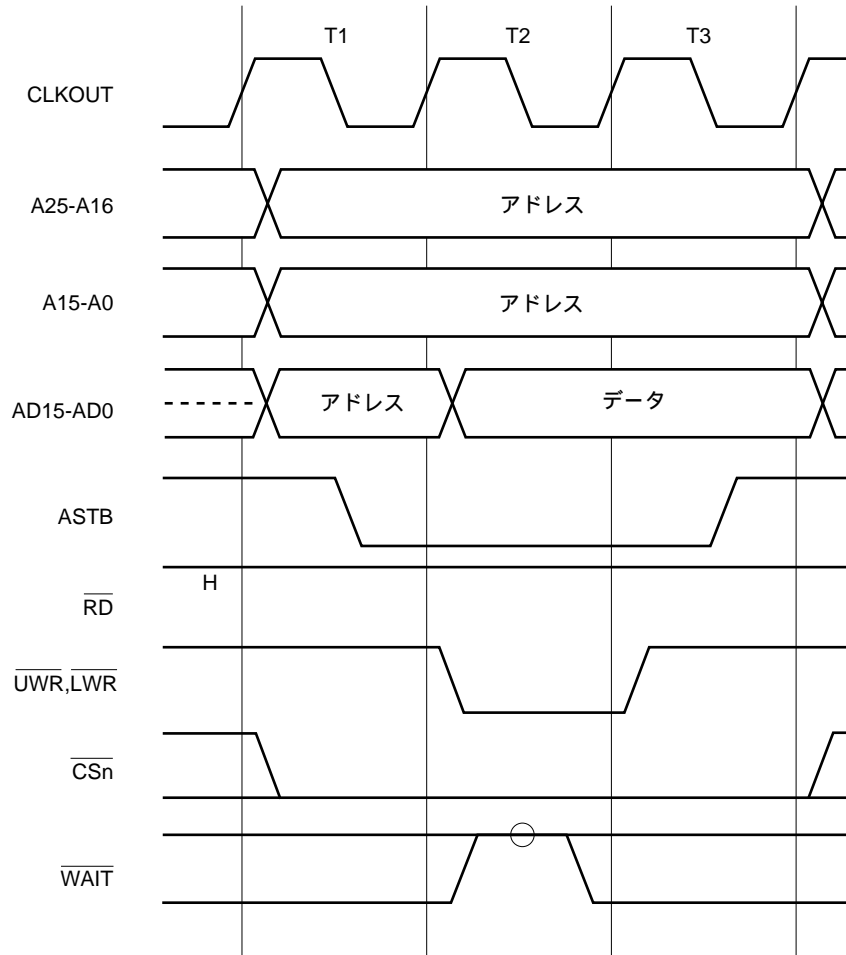 T1 T2 T3
CLKOUT
A25-A16 アドレス
A15-A0 アドレス
AD15-AD0 アドレス データ
ASTB
H
RD
UWR,LWR
CSn
WAIT